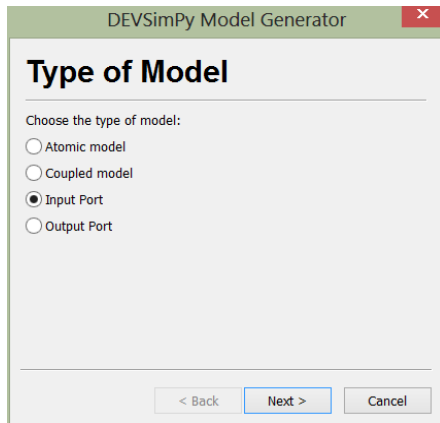 DEVSimPy Model Generator
x
Type of Model
Choose the type of model:
Atomic model
Coupled model
Input Port
Output Port
< Back Next > Cancel